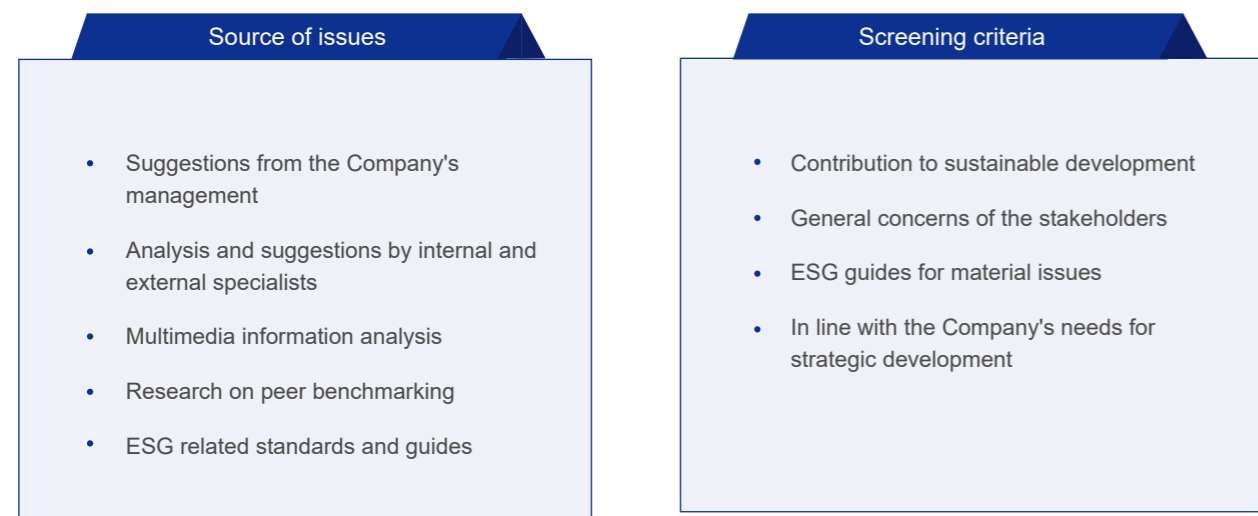 Source of issues
• Suggestions from the Company's
management
• Analysis and suggestions by internal and
external specialists
• Multimedia information analysis
• Research on peer benchmarking
• ESG related standards and guides
Screening criteria
• Contribution to sustainable development
• General concerns of the stakeholders
• ESG guides for material issues
• In line with the Company's needs for
strategic development